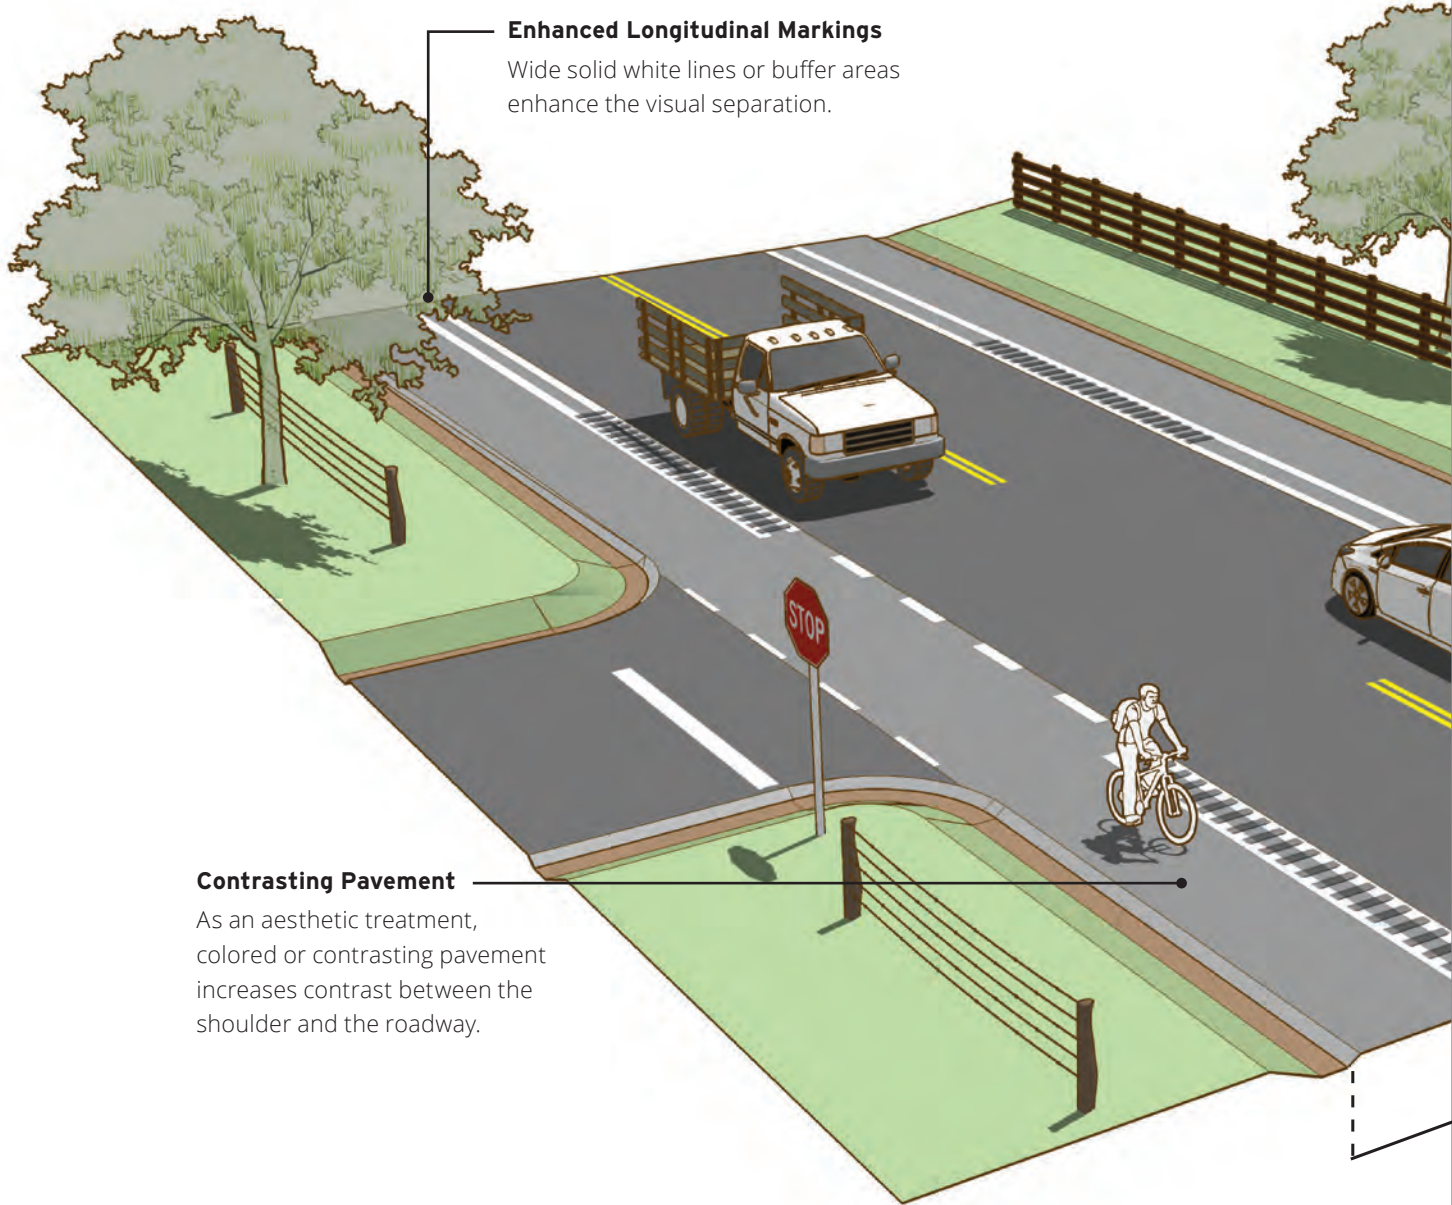 Enhanced Longitudinal Markings
Wide solid white lines or buffer areas
enhance the visual separation.
STOP
Contrasting Pavement
As an aesthetic treatment,
colored or contrasting pavement
increases contrast between the
shoulder and the roadway.